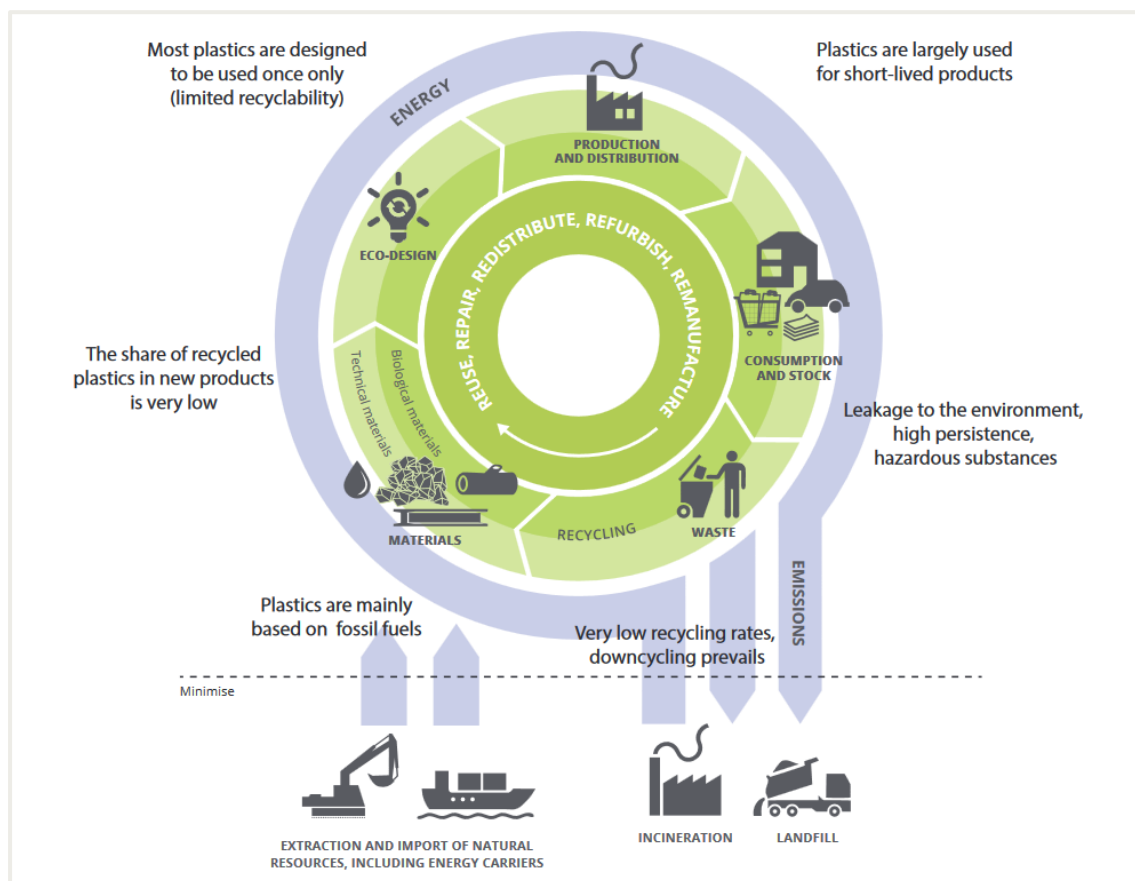 Most plastics are designed
to be used once only
(limited recyclability)
Plastics are largely used
for short-lived products
ENERGY
PRODUCTION
AND DISTRIBUTION
ECO-DESIGN
REUSE, REPAIR, REDISTRIBUTE, REFURBISH, REMANUFACTURE
CONSUMPTION
AND STOCK
The share of recycled
plastics in new products
is very low
Technical materials
Biological materials
Leakage to the environment,
high persistence,
hazardous substances
MATERIALS
RECYCLING
WASTE
EMISSIONS
Plastics are mainly
based on fossil fuels
Very low recycling rates,
downcycling prevails
Minimise
EXTRACTION AND IMPORT OF NATURAL
RESOURCES, INCLUDING ENERGY CARRIERS
INCINERATION
LANDFILL